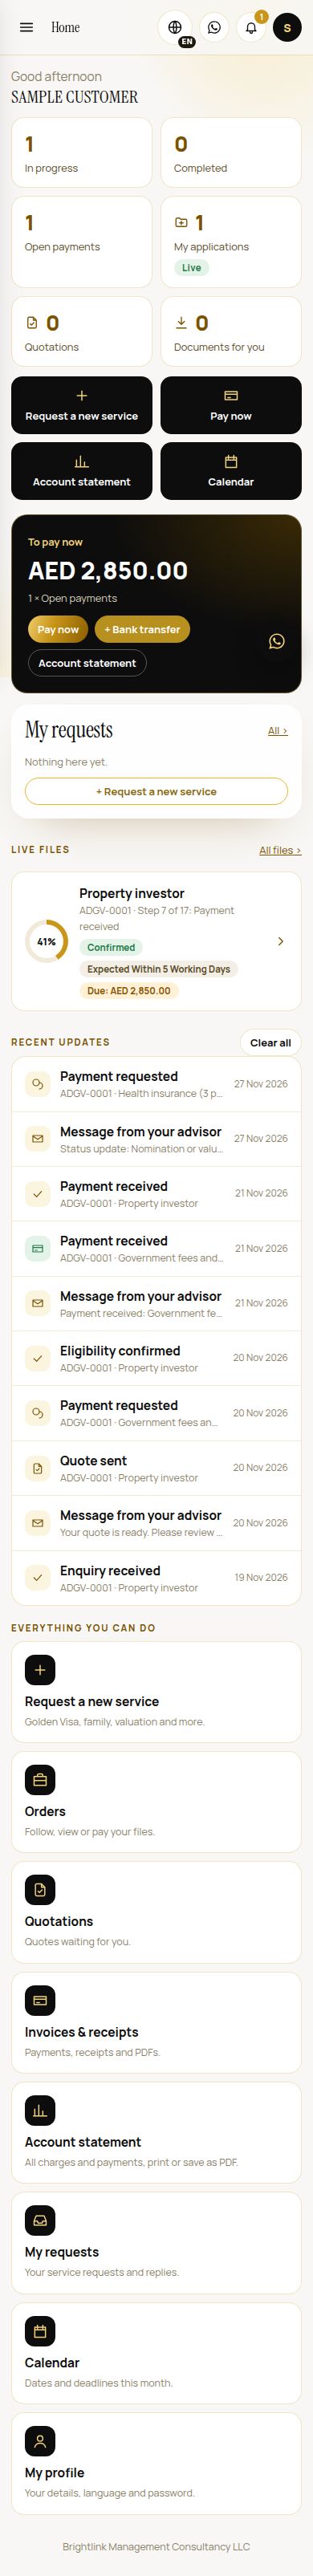 Home
EN
1
S
Good afternoon
SAMPLE CUSTOMER
1
In progress
0
Completed
1
Open payments
1
My applications
Live
0
Quotations
0
Documents for you
Request a new service
Pay now
Account statement
Calendar
To pay now
AED 2,850.00
1 × Open payments
Pay now
+ Bank transfer
Account statement
My requests
All ›
Nothing here yet.
+ Request a new service
LIVE FILES
All files ›
41%
Property investor
ADGV-0001 · Step 7 of 17: Payment
received
Confirmed
Expected Within 5 Working Days
Due: AED 2,850.00
RECENT UPDATES
Clear all
Payment requested
ADGV-0001 · Health insurance (3 p...
27 Nov 2026
Message from your advisor
Status update: Nomination or valu...
27 Nov 2026
Payment received
ADGV-0001 · Property investor
21 Nov 2026
Payment received
ADGV-0001 · Government fees and...
21 Nov 2026
Message from your advisor
Payment received: Government fe...
21 Nov 2026
Eligibility confirmed
ADGV-0001 · Property investor
20 Nov 2026
Payment requested
ADGV-0001 · Government fees an...
20 Nov 2026
Quote sent
ADGV-0001 · Property investor
20 Nov 2026
Message from your advisor
Your quote is ready. Please review ...
20 Nov 2026
Enquiry received
ADGV-0001 · Property investor
19 Nov 2026
EVERYTHING YOU CAN DO
Request a new service
Golden Visa, family, valuation and more.
Orders
Follow, view or pay your files.
Quotations
Quotes waiting for you.
Invoices & receipts
Payments, receipts and PDFs.
Account statement
All charges and payments, print or save as PDF.
My requests
Your service requests and replies.
Calendar
Dates and deadlines this month.
My profile
Your details, language and password.
Brightlink Management Consultancy LLC